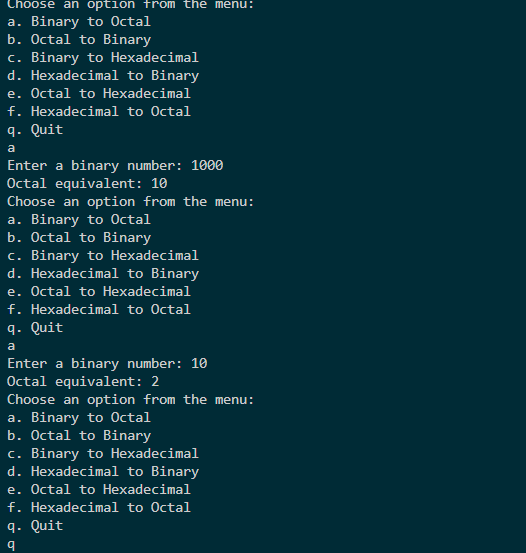 Choose an option from the menu:
a. Binary to Octal
b. Octal to Binary
c. Binary to Hexadecimal
d. Hexadecimal to Binary
e. Octal to Hexadecimal
f. Hexadecimal to Octal
q. Quit
a
Enter a binary number: 1000
Octal equivalent: 10
Choose an option from the menu:
a. Binary to Octal
b. Octal to Binary
c. Binary to Hexadecimal
d. Hexadecimal to Binary
e. Octal to Hexadecimal
f. Hexadecimal to Octal
q. Quit
a
Enter a binary number: 10
Octal equivalent: 2
Choose an option from the menu:
a. Binary to Octal
b. Octal to Binary
c. Binary to Hexadecimal
d. Hexadecimal to Binary
e. Octal to Hexadecimal
f. Hexadecimal to Octal
q. Quit
q